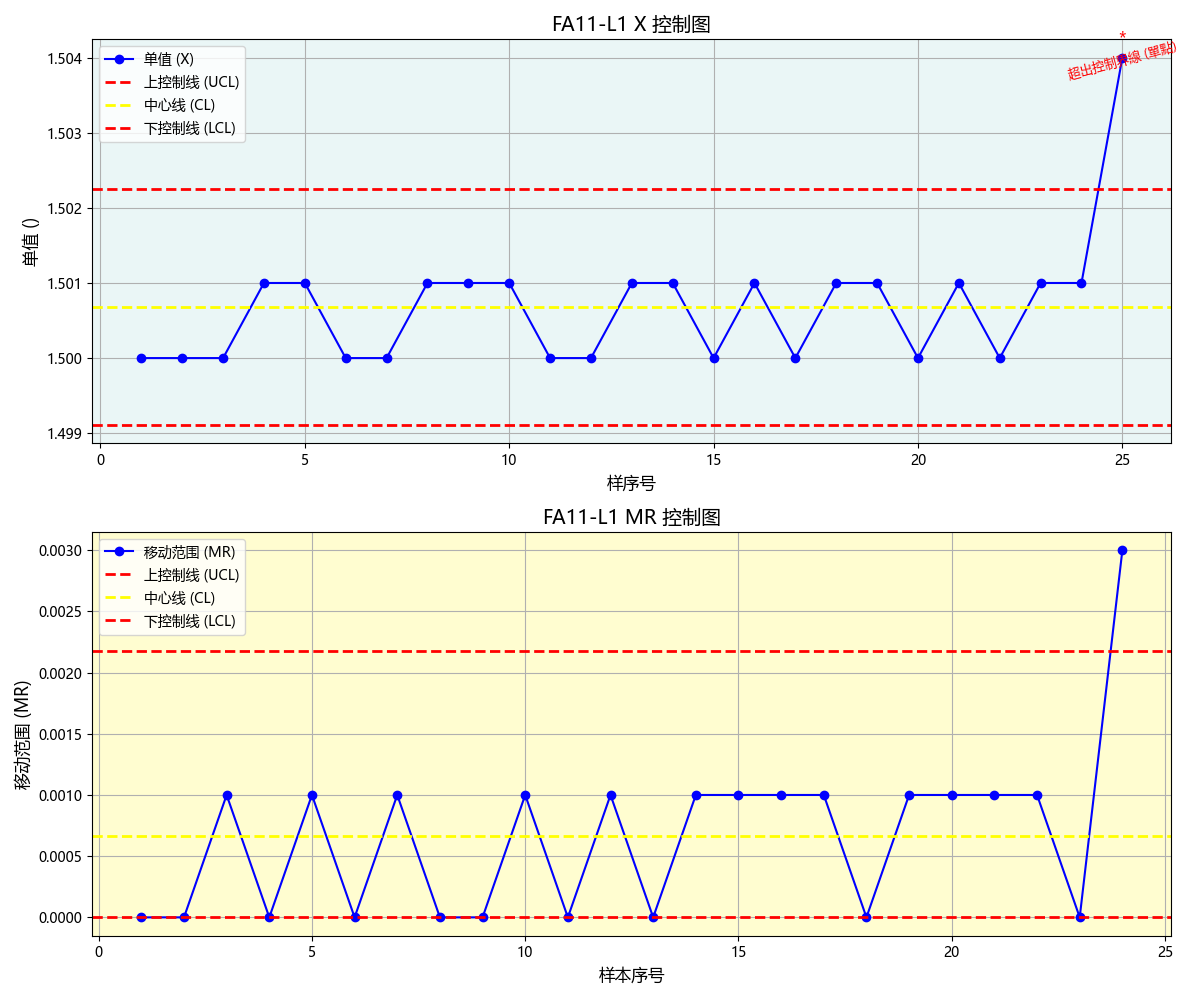 FA11-L1 X 控制图
单值 (X)
上控制线 (UCL)
中心线 (CL)
下控制线 (LCL)
*
超出控制界線 (單點)
单值 ()
1.504
1.503
1.502
1.501
1.500
1.499
0 5 10 15 20 25
样序号
FA11-L1 MR 控制图
移动范围 (MR)
上控制线 (UCL)
中心线 (CL)
下控制线 (LCL)
移动范围 (MR)
0.0030
0.0025
0.0020
0.0015
0.0010
0.0005
0.0000
0 5 10 15 20 25
样本序号